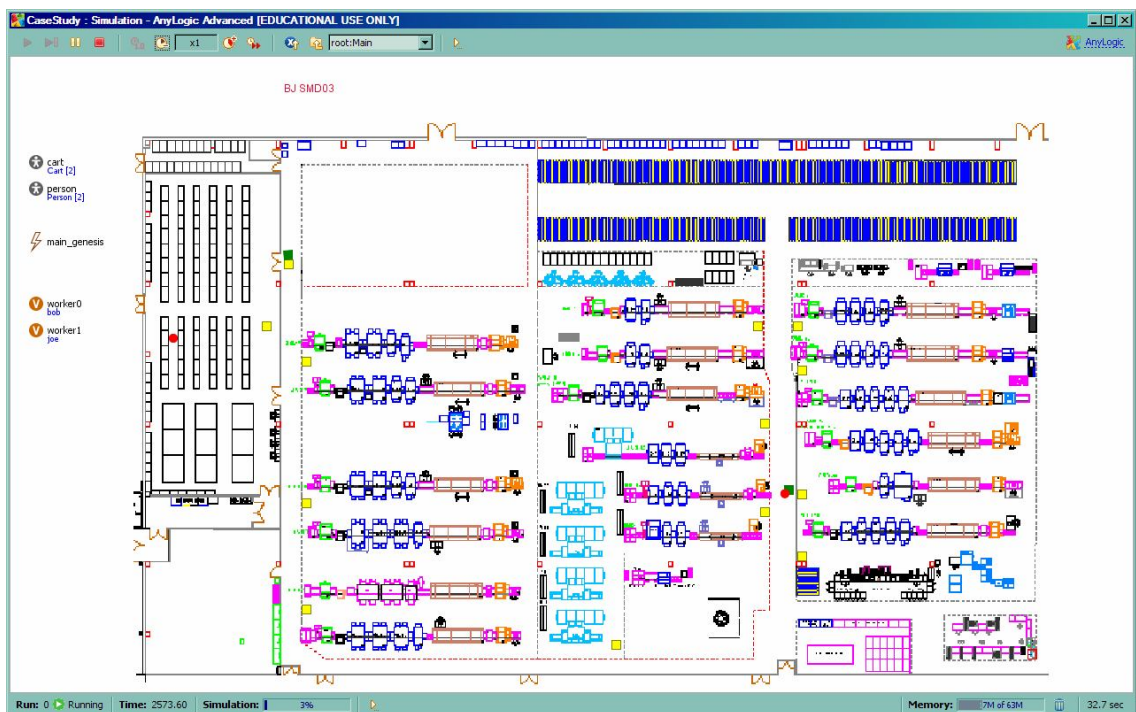 CaseStudy : Simulation - AnyLogic Advanced [EDUCATIONAL USE ONLY]
x1
root:Main
AnyLogic
BJ SMD03
cart
Cart [2]
person
Person [2]
main_genesis
worker0
bob
worker1
joe
Run: 0 Running Time: 2573.60 Simulation: 3% Memory: 7M of 63M 32.7 sec